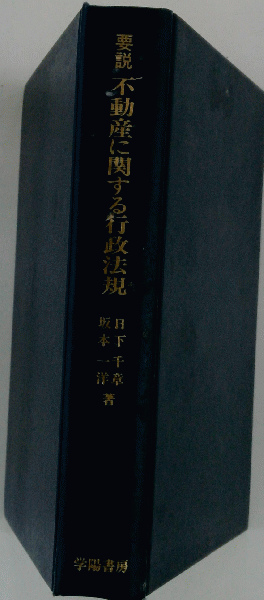 要説
不動産に関する行政法規
日下千章
坂本一洋
著
学陽書房